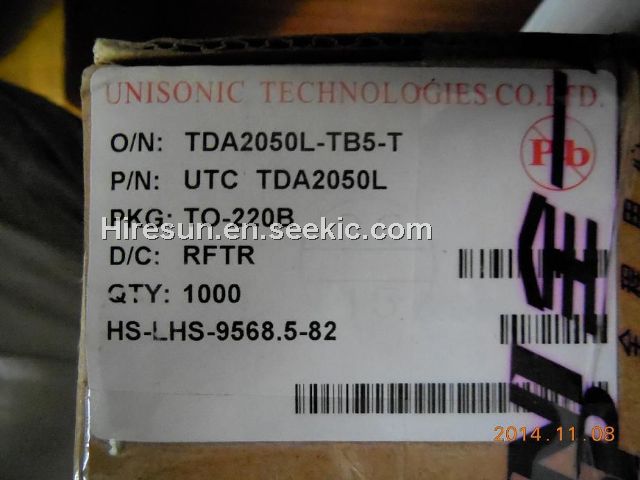 UNISONIC TECHNOLOGIES CO.LTD.
Pb
O/N: TDA2050L-TB5-T
P/N: UTC TDA2050L
PKG: TO-220B
Hiresun.en.seekic.com
D/C: RFTR
QTY: 1000
HS-LHS-9568.5-82
2014.11.08